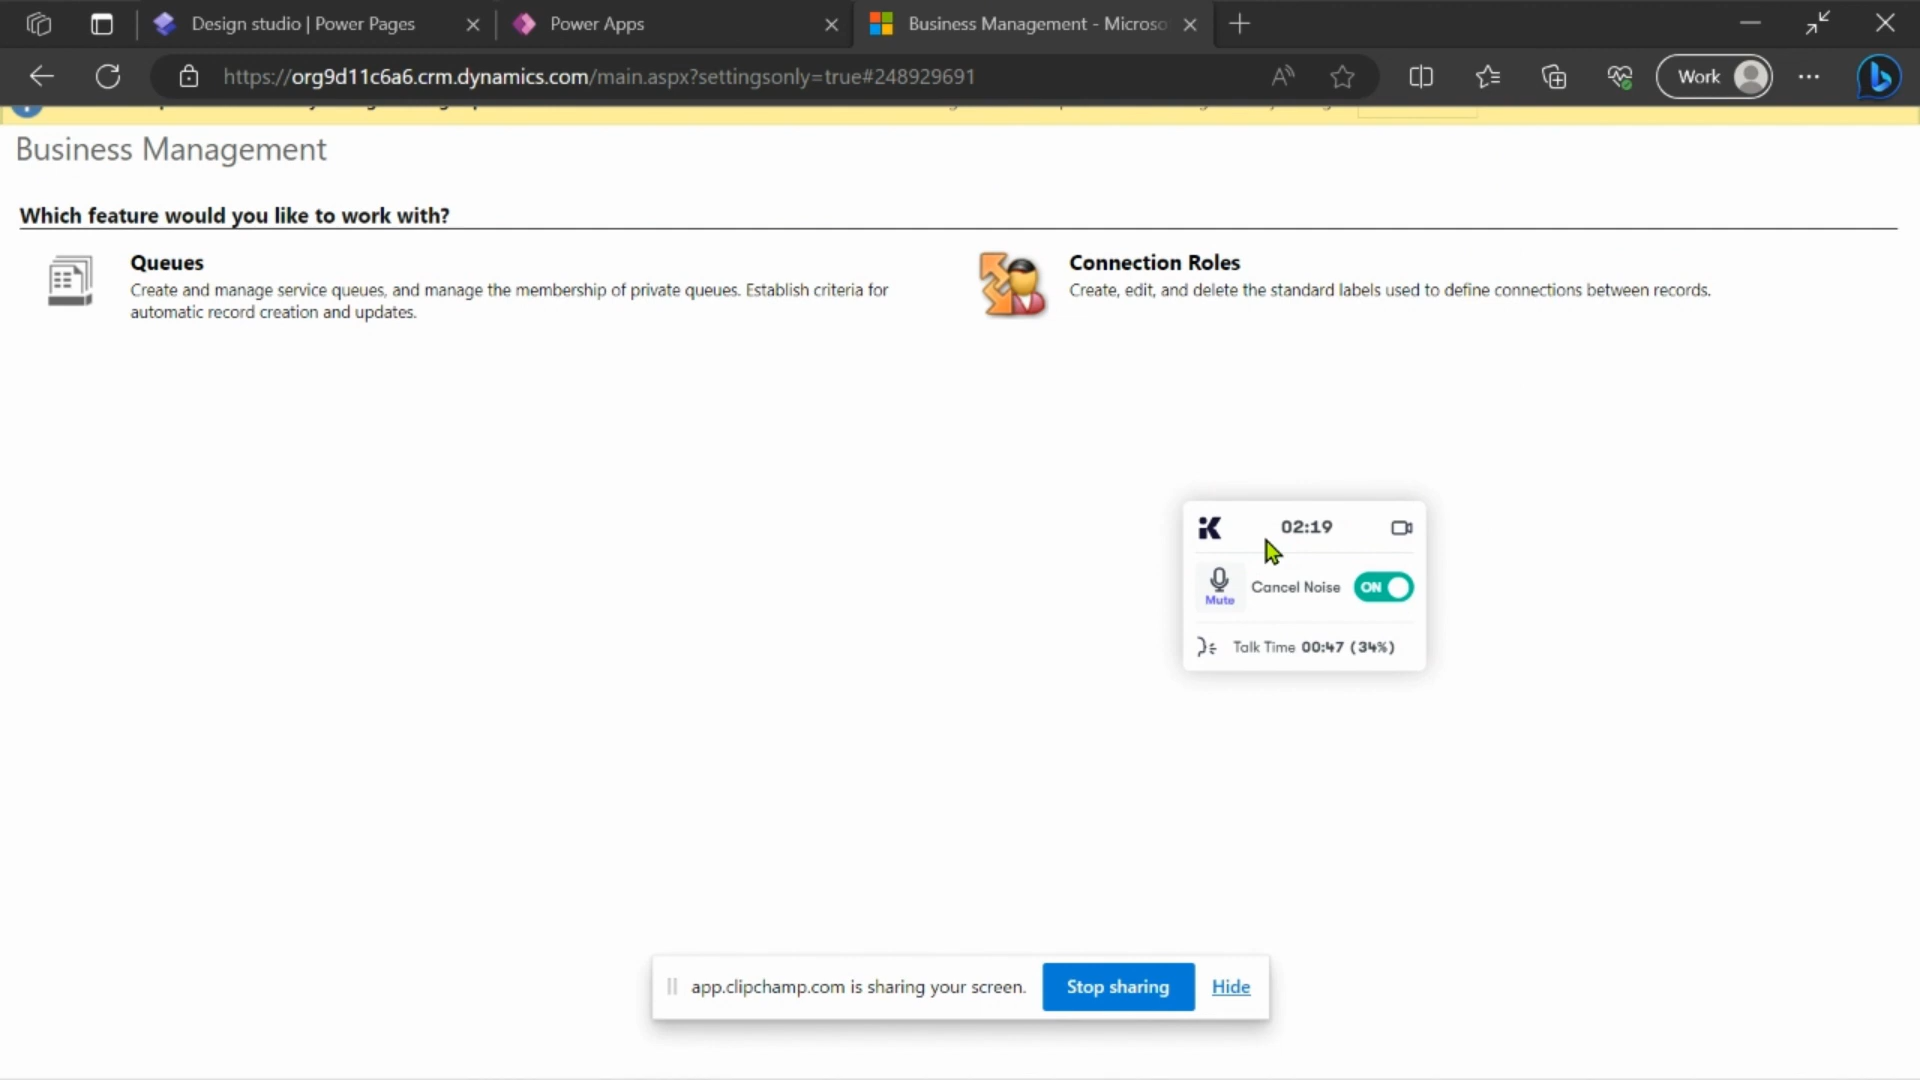 Design studio | Power Pages
Power Apps
Business Management - Microso
https://org9d11c6a6.crm.dynamics.com/main.aspx?settingsonly=true#248929691
Work
Business Management
Which feature would you like to work with?
Queues
Create and manage service queues, and manage the membership of private queues. Establish criteria for
automatic record creation and updates.
Connection Roles
Create, edit, and delete the standard labels used to define connections between records.
02:19
Mute
Cancel Noise
ON
Talk Time 00:47 (34%)
app.clipchamp.com is sharing your screen.
Stop sharing
Hide